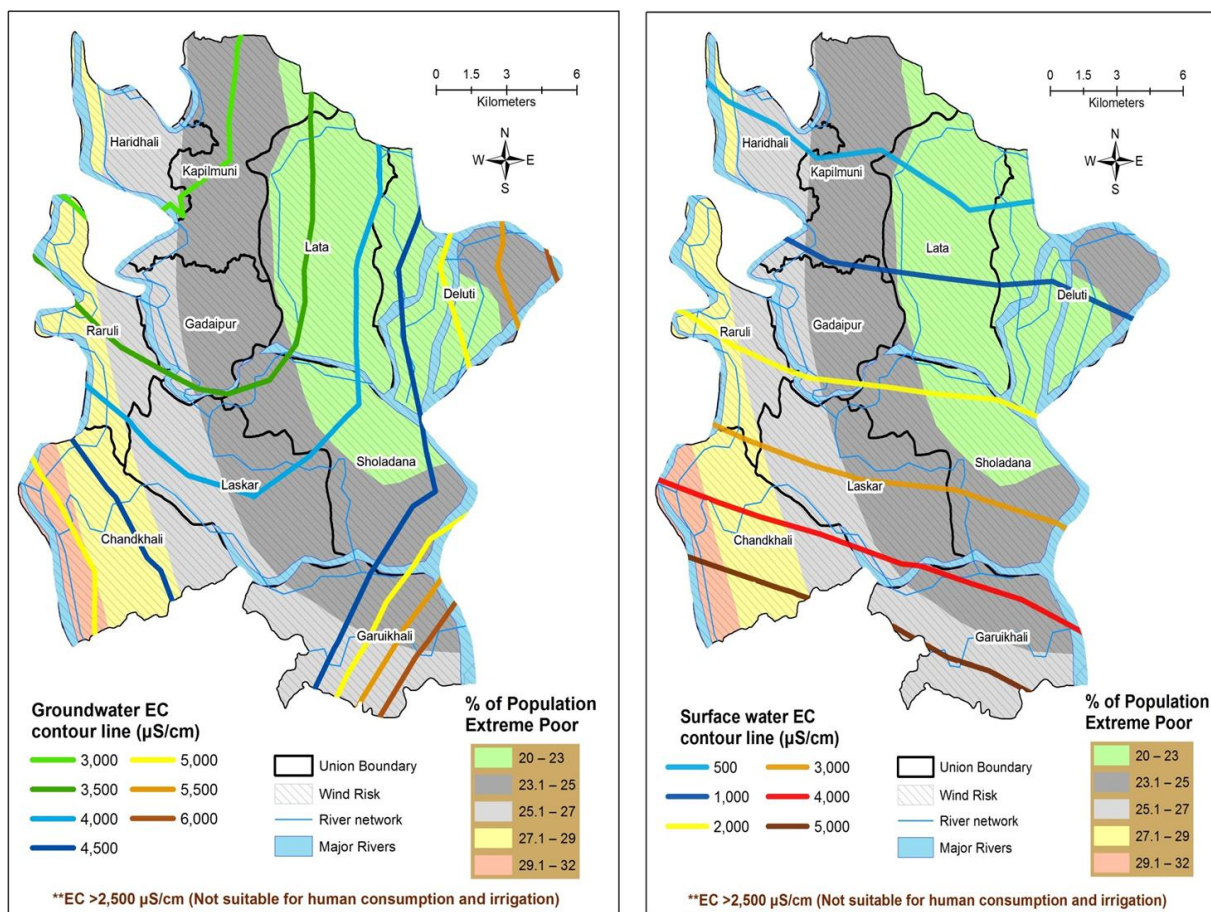 0 3 6
Kilometers
N
W E
S
Haridhali
Kapilmuni
Lata
Deluti
Gadaipur
Raruli
Sholadana
Laskar
Chandkhali
Garuikhali
Groundwater EC
contour line (µS/cm)
3,000 5,000
3,500 5,500
4,000 6,000
4,500
Union Boundary
Wind Risk
River network
Major Rivers
% of Population
Extreme Poor
20 – 23
23.1 – 25
25.1 – 27
27.1 – 29
29.1 – 32
**EC >2,500 µS/cm (Not suitable for human consumption and irrigation)
0 1.5 3 6
Kilometers
N
W E
S
Haridhali
Kapilmuni
Lata
Deluti
Gadaipur
Raruli
Sholadana
Laskar
Chandkhali
Garuikhali
Surface water EC
contour line (µS/cm)
500 3,000
1,000 4,000
2,000 5,000
Union Boundary
Wind Risk
River network
Major Rivers
% of Population
Extreme Poor
20 – 23
23.1 – 25
25.1 – 27
27.1 – 29
29.1 – 32
**EC >2,500 µS/cm (Not suitable for human consumption and irrigation)